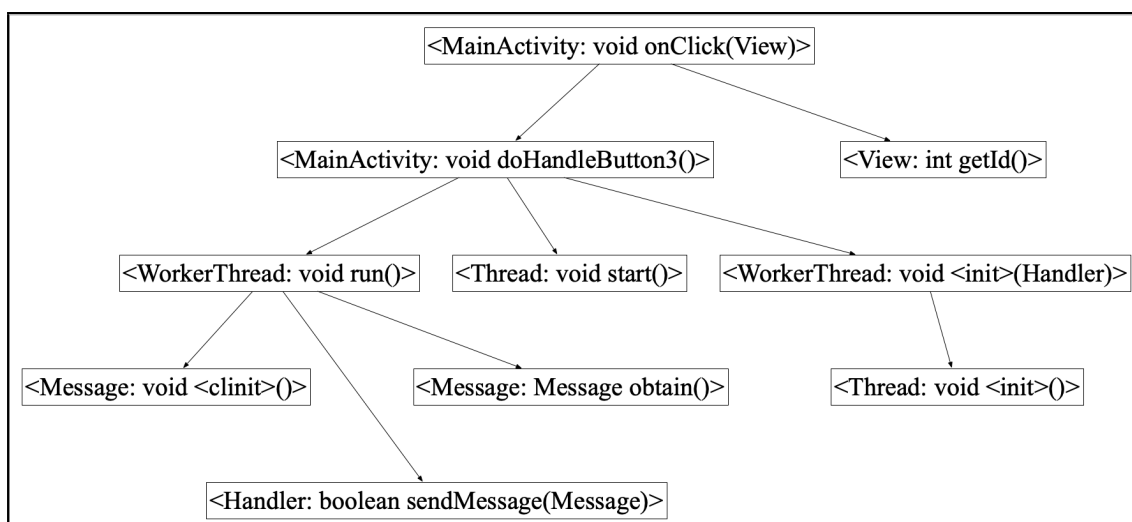 <MainActivity: void onClick(View)>
<MainActivity: void doHandleButton3()>
<View: int getId()>
<WorkerThread: void run()>
<Thread: void start()>
<WorkerThread: void <init>(Handler)>
<Message: void <clinit>()>
<Message: Message obtain()>
<Thread: void <init>()>
<Handler: boolean sendMessage(Message)>